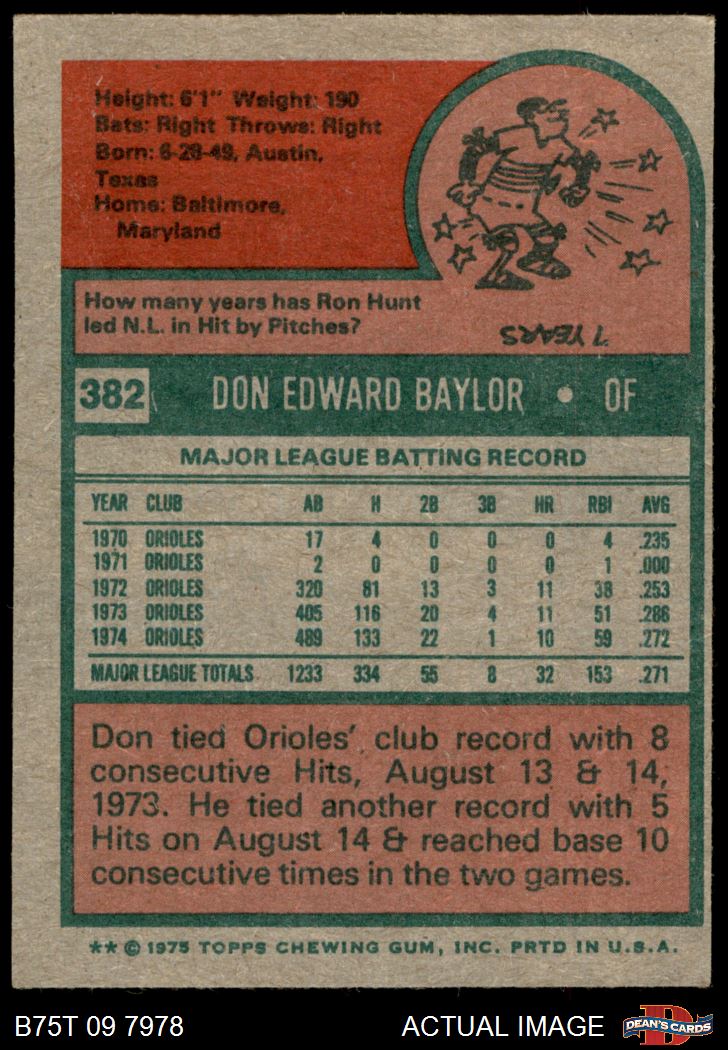 Height: 6'1" Weight: 190
Bats: Right Throws: Right
Born: 6-28-49, Austin,
Texas
Home: Baltimore,
Maryland
How many years has Ron Hunt
led N.L. in Hit by Pitches?
7 YEARS
382 DON EDWARD BAYLOR • OF
MAJOR LEAGUE BATTING RECORD
YEAR CLUB AB H 2B 3B HR RBI AVG
1970 ORIOLES 17 4 0 0 0 4 .235
1971 ORIOLES 2 0 0 0 0 1 .000
1972 ORIOLES 320 81 13 3 11 38 .253
1973 ORIOLES 405 116 20 4 11 51 .286
1974 ORIOLES 489 133 22 1 10 59 .272
MAJOR LEAGUE TOTALS 1233 334 55 8 32 153 .271
Don tied Orioles' club record with 8
consecutive Hits, August 13 & 14,
1973. He tied another record with 5
Hits on August 14 & reached base 10
consecutive times in the two games.
** © 1975 TOPPS CHEWING GUM, INC. PRTD IN U.S.A.
B75T 09 7978 ACTUAL IMAGE D DEAN'S CARDS